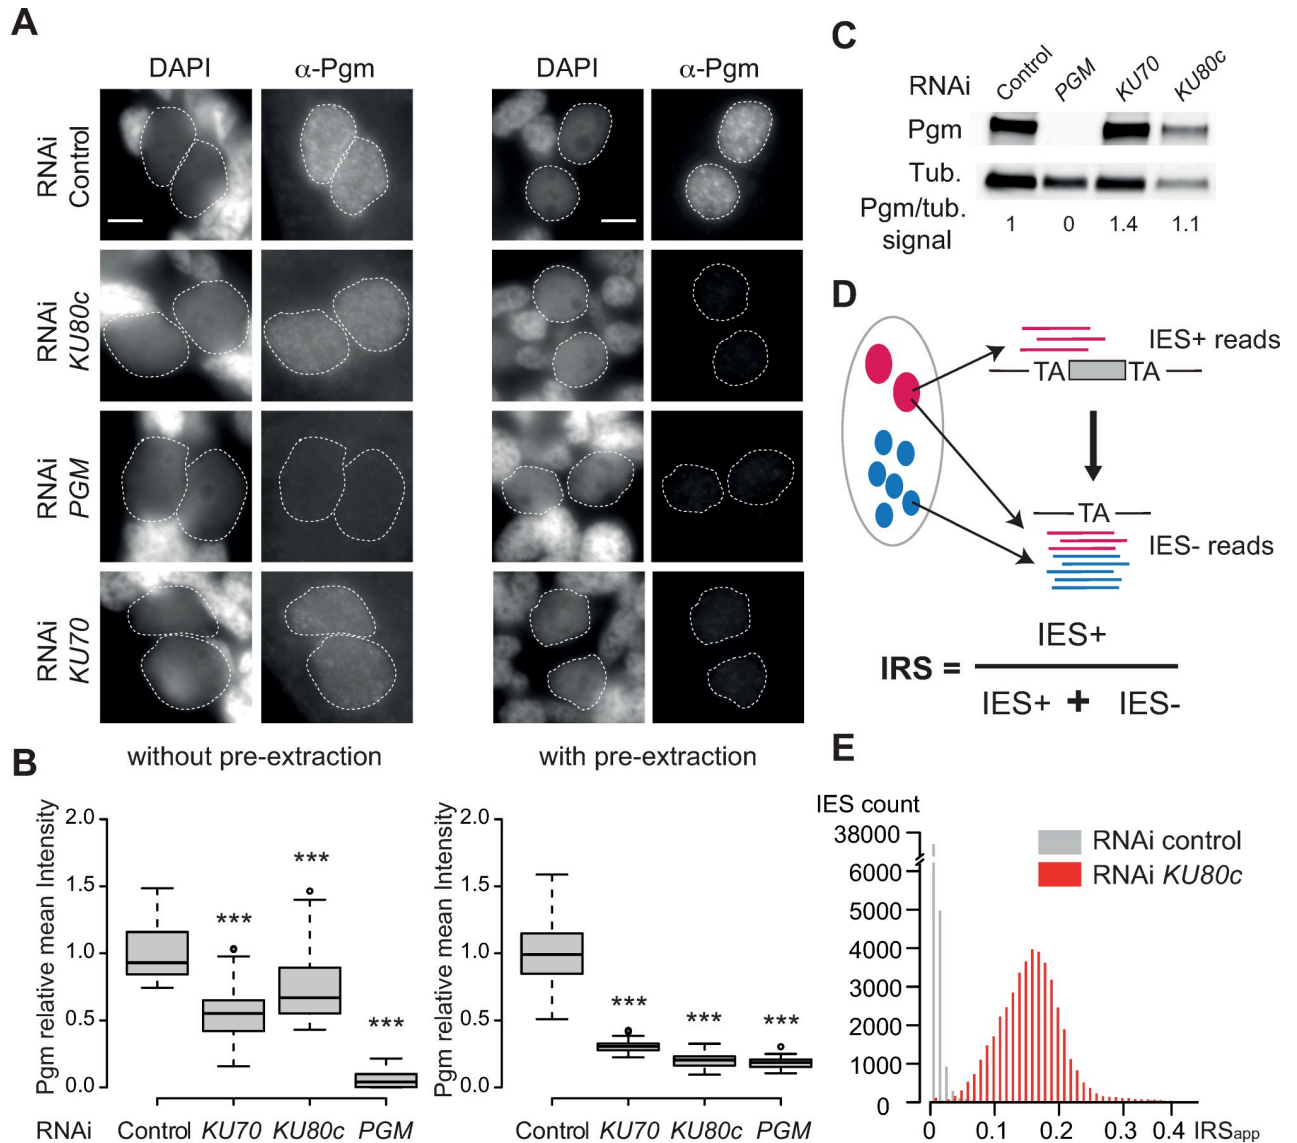 A
DAPI
α-Pgm
DAPI
α-Pgm
RNAi
Control
RNAi
KU80c
RNAi
PGM
RNAi
KU70
without pre-extraction
with pre-extraction
B
Pgm relative mean Intensity
2.0
1.5
1.0
0.5
0.0
***
***
***
RNAi
Control
KU70
KU80c
PGM
Pgm relative mean Intensity
2.0
1.5
1.0
0.5
0.0
***
***
***
Control
KU70
KU80c
PGM
C
RNAi
Control
PGM
KU70
KU80c
Pgm
Tub.
Pgm/tub.
signal
1
0
1.4
1.1
D
IES+ reads
TA
TA
TA
IES- reads
IRS =
IES+
IES+ + IES-
E
IES count
38000
6000
5000
4000
3000
2000
1000
0
RNAi control
RNAi KU80c
0
0.1
0.2
0.3
0.4
IRSapp